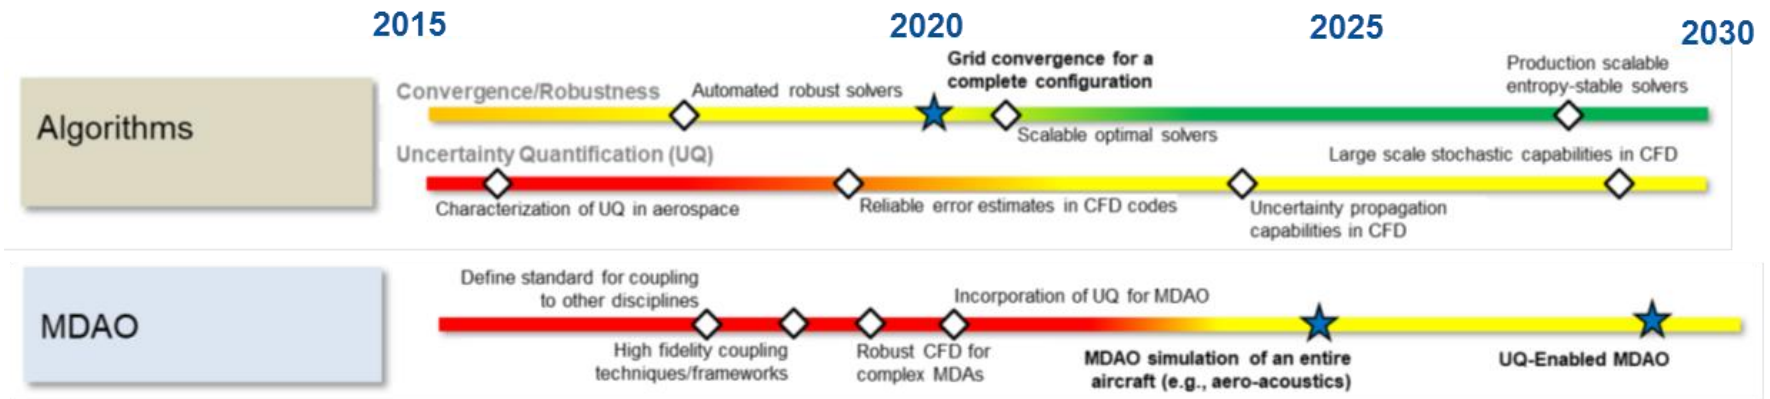 2015
2020
2025
2030
Algorithms
Convergence/Robustness
Automated robust solvers
Grid convergence for a
complete configuration
Scalable optimal solvers
Production scalable
entropy-stable solvers
Uncertainty Quantification (UQ)
Large scale stochastic capabilities in CFD
Characterization of UQ in aerospace
Reliable error estimates in CFD codes
Uncertainty propagation
capabilities in CFD
MDAO
Define standard for coupling
to other disciplines
Incorporation of UQ for MDAO
High fidelity coupling
techniques/frameworks
Robust CFD for
complex MDAs
MDAO simulation of an entire
aircraft (e.g., aero-acoustics)
UQ-Enabled MDAO